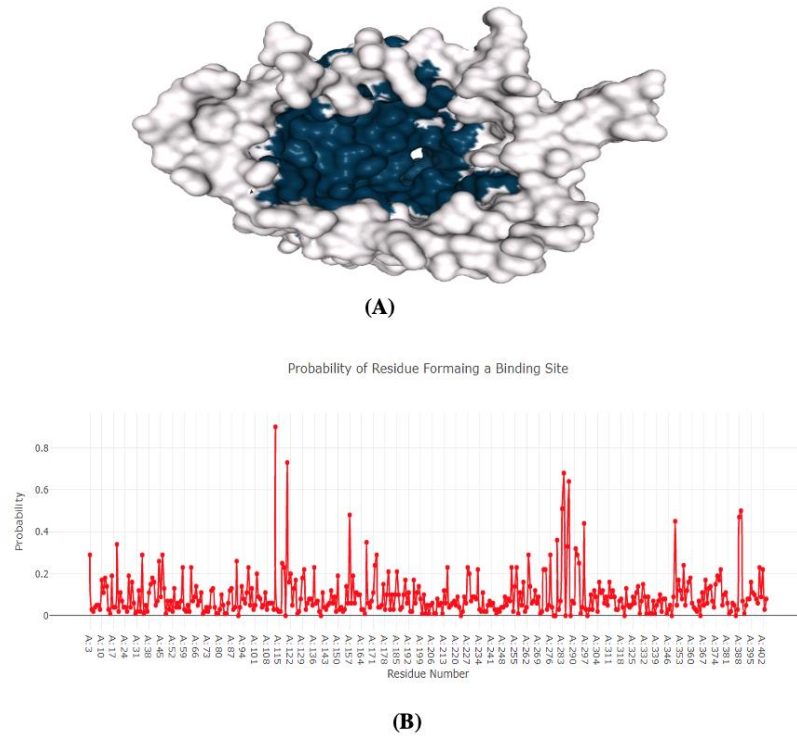 (A)
Probability of Residue Formaing a Binding Site
Probability
0.8
0.6
0.4
0.2
0
A:3 A:10 A:17 A:24 A:31 A:38 A:45 A:52 A:59 A:66 A:73 A:80 A:87 A:94 A:101 A:108 A:115 A:122 A:129 A:136 A:143 A:150 A:157 A:164 A:171 A:178 A:185 A:192 A:199 A:206 A:213 A:220 A:227 A:234 A:241 A:248 A:255 A:262 A:269 A:276 A:283 A:290 A:297 A:304 A:311 A:318 A:325 A:332 A:339 A:346 A:353 A:360 A:367 A:374 A:381 A:388 A:395 A:402
Residue Number
(B)